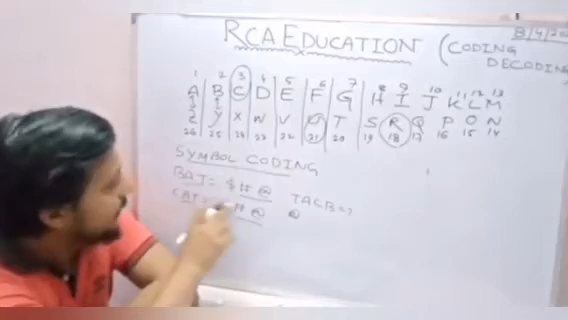 RCA EDUCATION (CODING DECODING
1 2 3 4 5 6 7 8 9 10 11 12 13
A B C D E F G H I J K L M
Z Y X W V U T S R Q P O N
26 25 24 23 22 21 20 19 18 17 16 15 14
SYMBOL CODING
BAT = $ # @ TACB = ?
CAT = # @ @